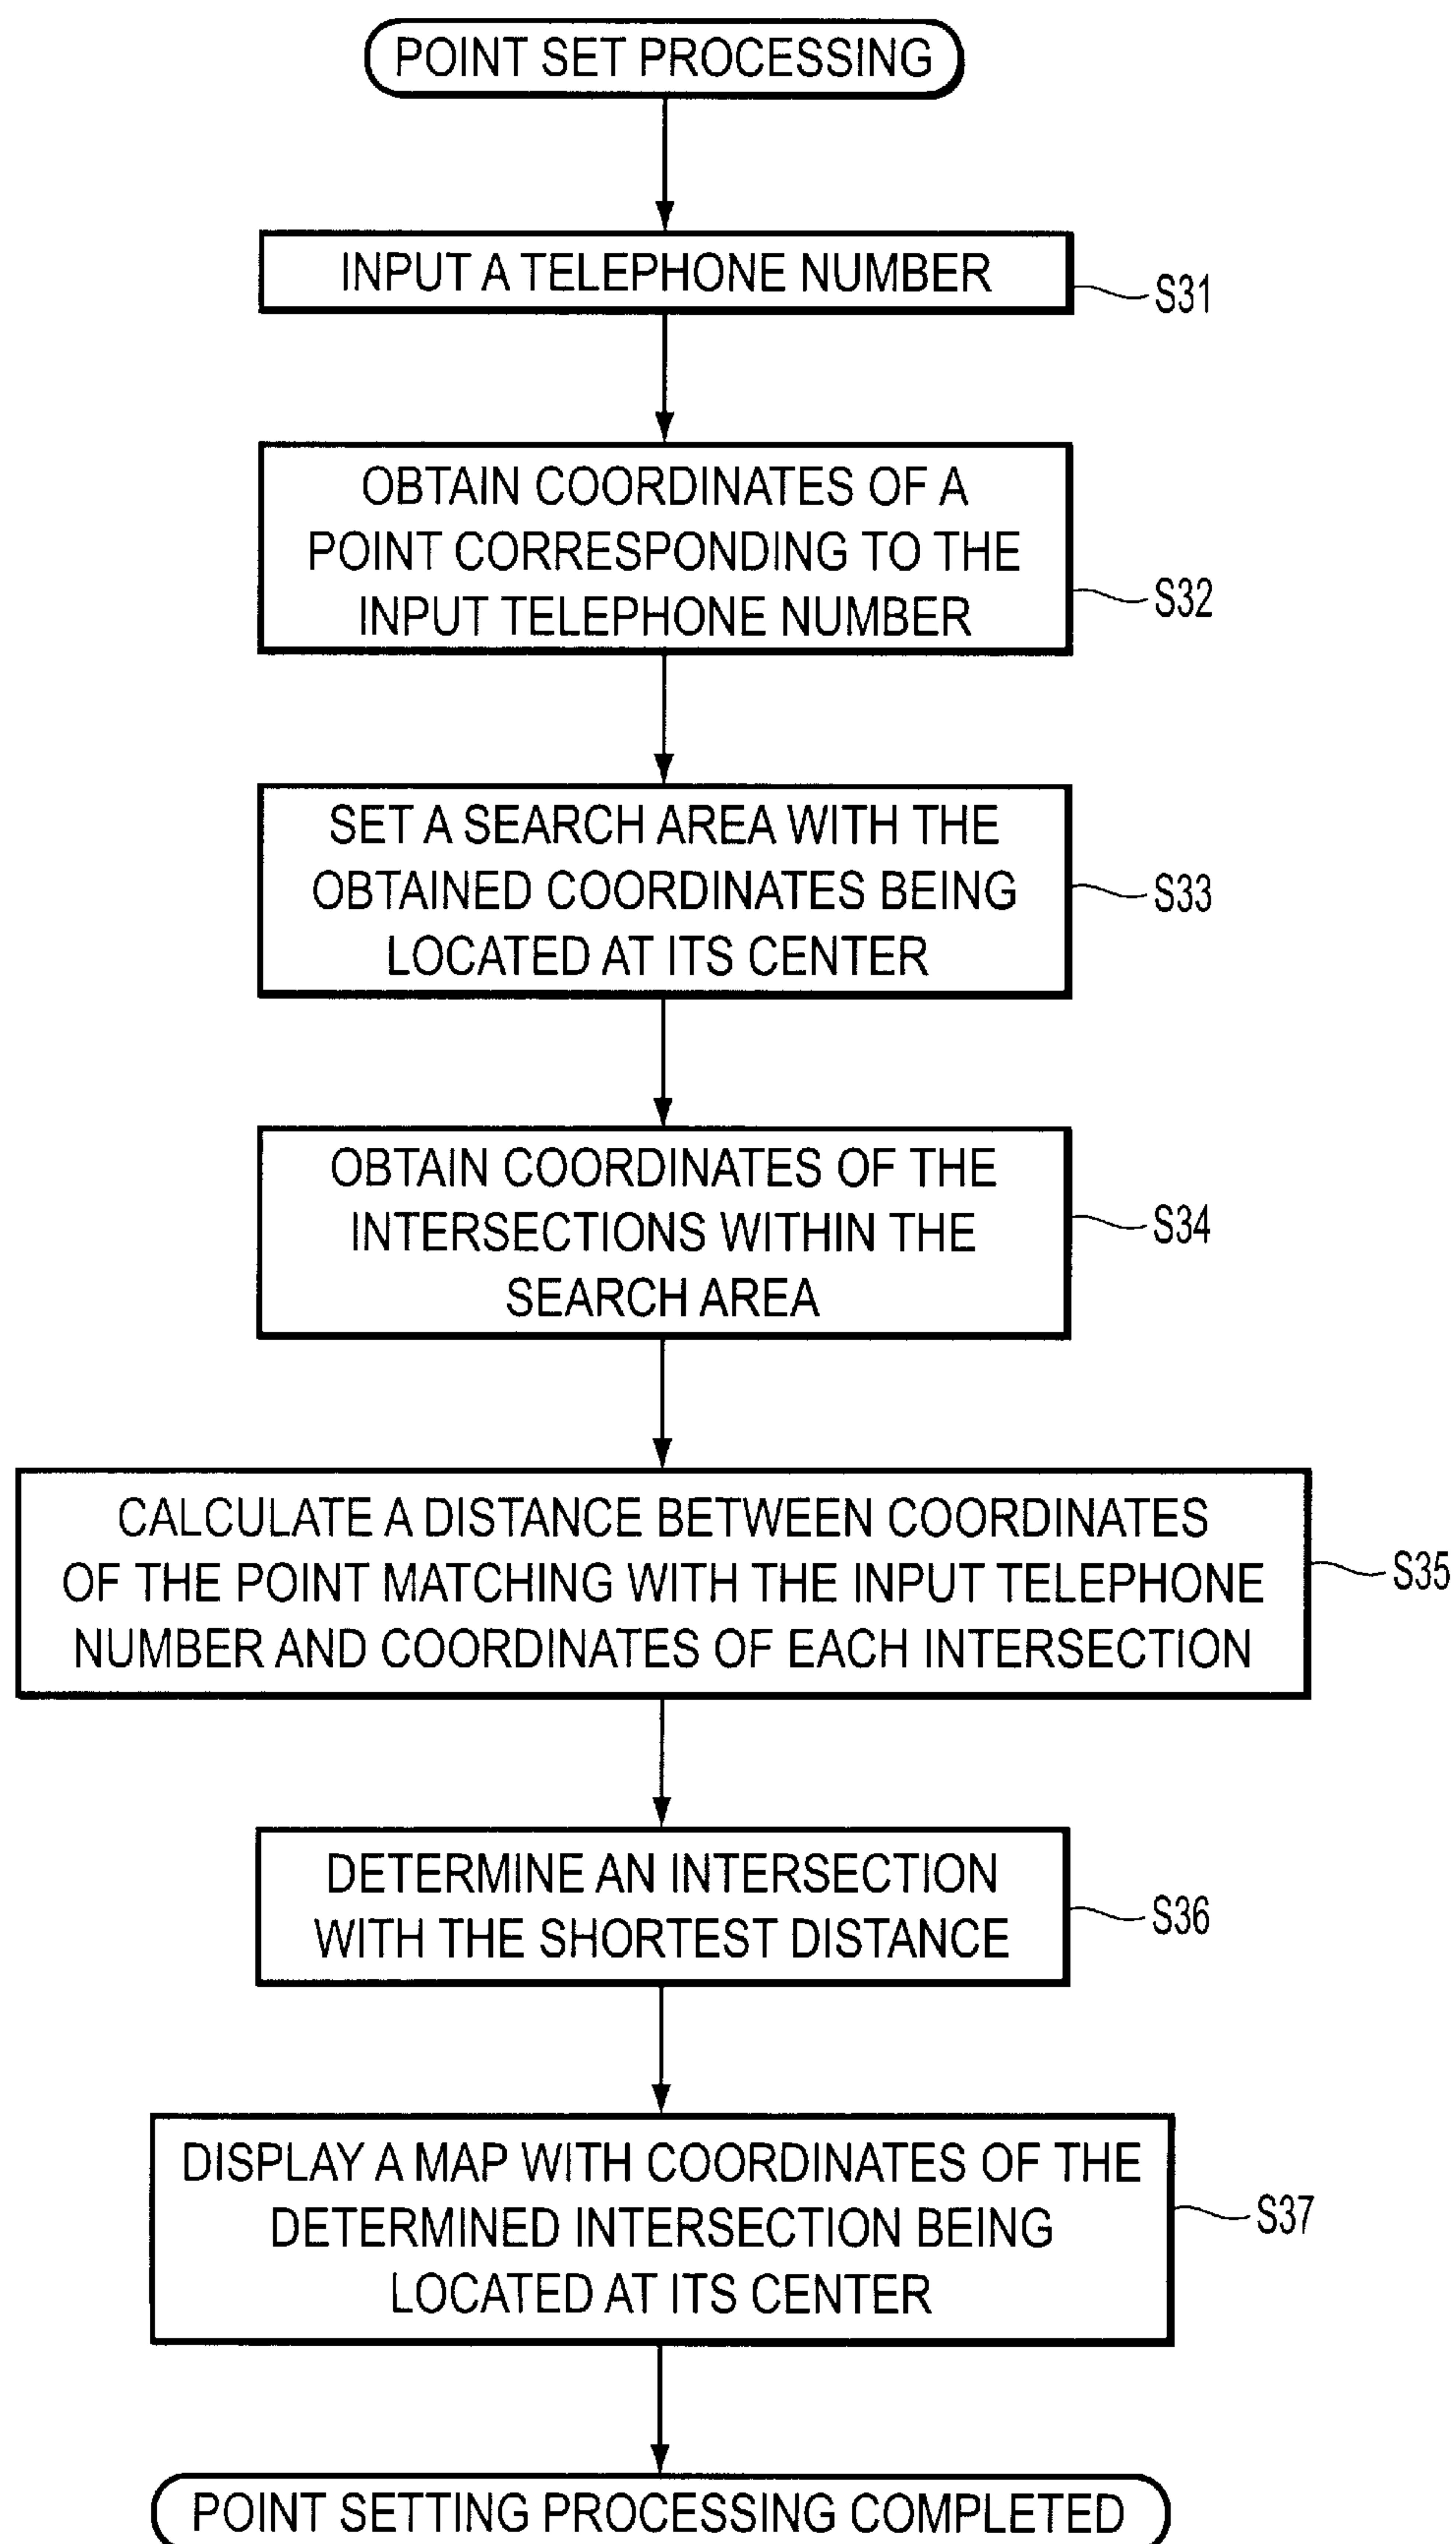 POINT SET PROCESSING
INPUT A TELEPHONE NUMBER
S31
OBTAIN COORDINATES OF A
POINT CORRESPONDING TO THE
INPUT TELEPHONE NUMBER
S32
SET A SEARCH AREA WITH THE
OBTAINED COORDINATES BEING
LOCATED AT ITS CENTER
S33
OBTAIN COORDINATES OF THE
INTERSECTIONS WITHIN THE
SEARCH AREA
S34
CALCULATE A DISTANCE BETWEEN COORDINATES
OF THE POINT MATCHING WITH THE INPUT TELEPHONE
NUMBER AND COORDINATES OF EACH INTERSECTION
S35
DETERMINE AN INTERSECTION
WITH THE SHORTEST DISTANCE
S36
DISPLAY A MAP WITH COORDINATES OF THE
DETERMINED INTERSECTION BEING
LOCATED AT ITS CENTER
S37
POINT SETTING PROCESSING COMPLETED